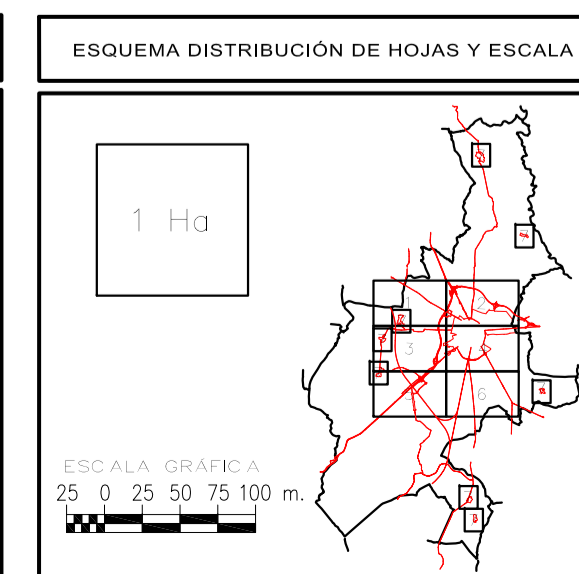 ESQUEMA DISTRIBUCIÓN DE HOJAS Y ESCALA
1 Ha
1
2
3
6
ESCALA GRÁFICA
25 0 25 50 75 100 m.